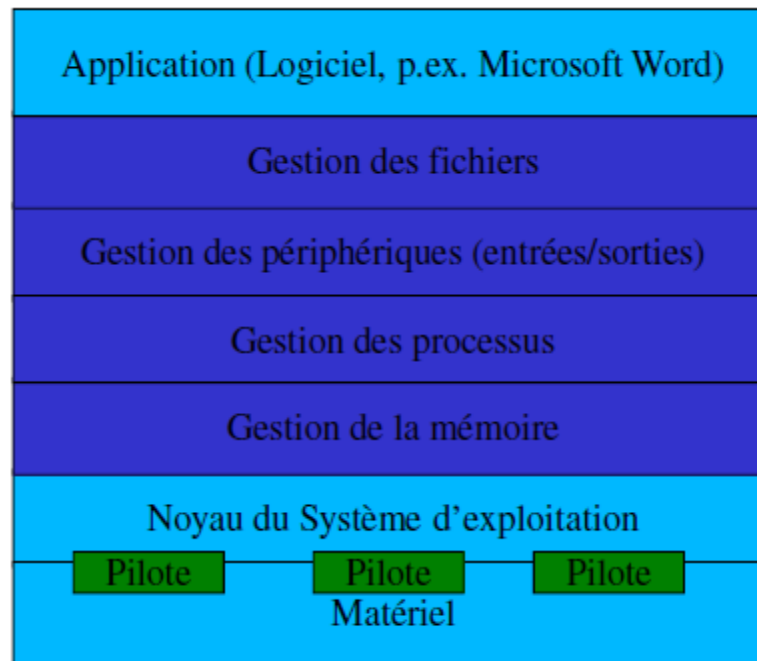 Application (Logiciel, p.ex. Microsoft Word)
Gestion des fichiers
Gestion des périphériques (entrées/sorties)
Gestion des processus
Gestion de la mémoire
Noyau du Système d'exploitation
Pilote Pilote Pilote
Matériel